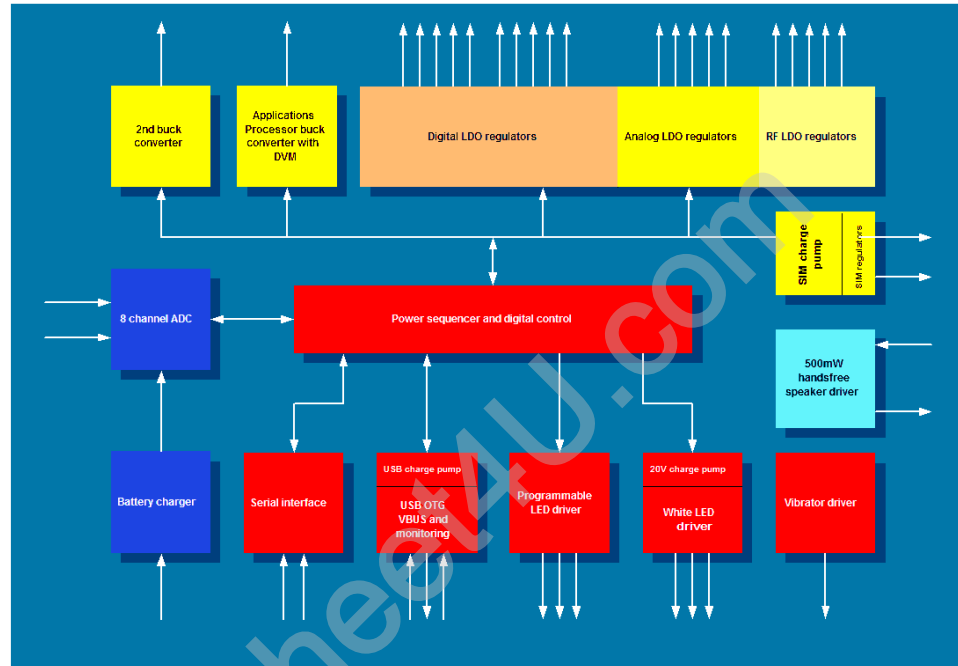 2nd buck
converter
Applications
Processor buck
converter with
DVM
Digital LDO regulators
Analog LDO regulators
RF LDO regulators
SIM charge
pump
SIM regulators
8 channel ADC
Power sequencer and digital control
500mW
handsfree
speaker driver
Battery charger
Serial interface
USB charge pump
USB OTG
VBUS and
monitoring
Programmable
LED driver
20V charge pump
White LED
driver
Vibrator driver
heet4U.com